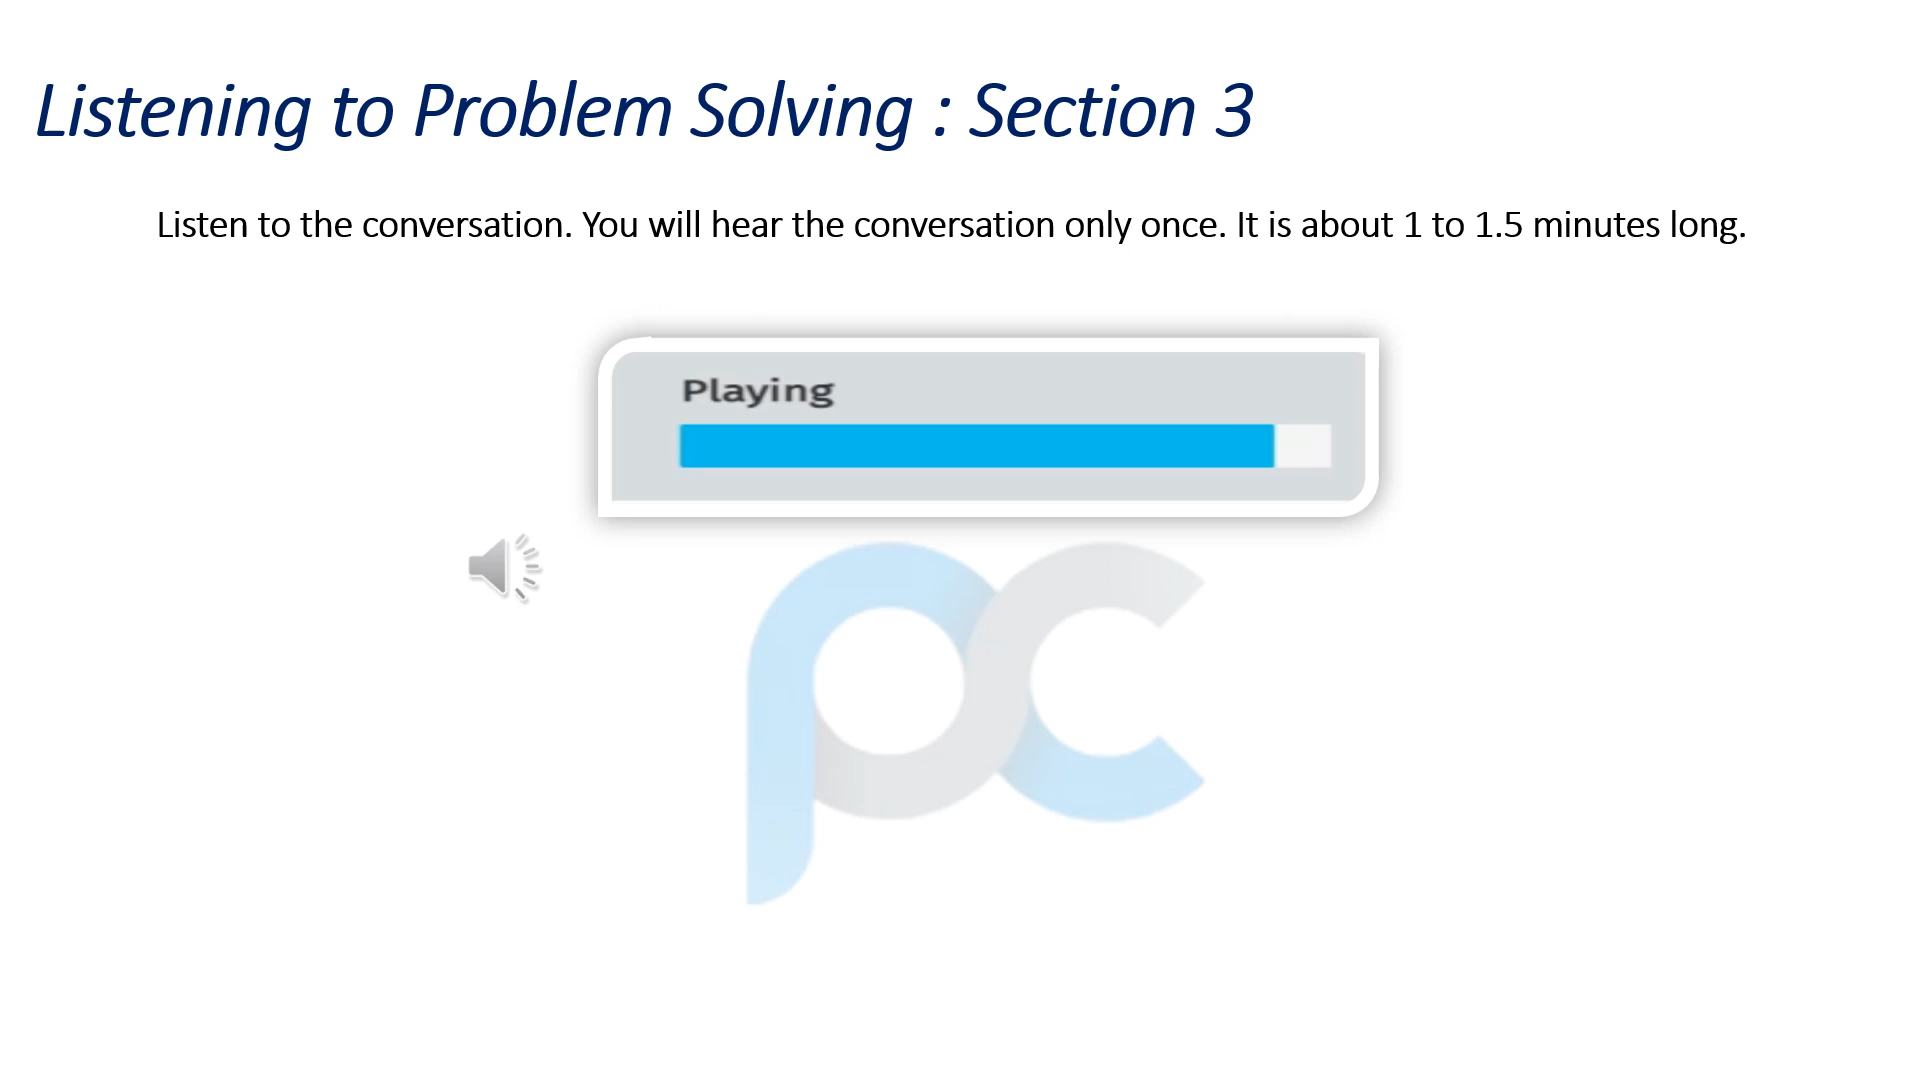 Listening to Problem Solving : Section 3
Listen to the conversation. You will hear the conversation only once. It is about 1 to 1.5 minutes long.
Playing
pc